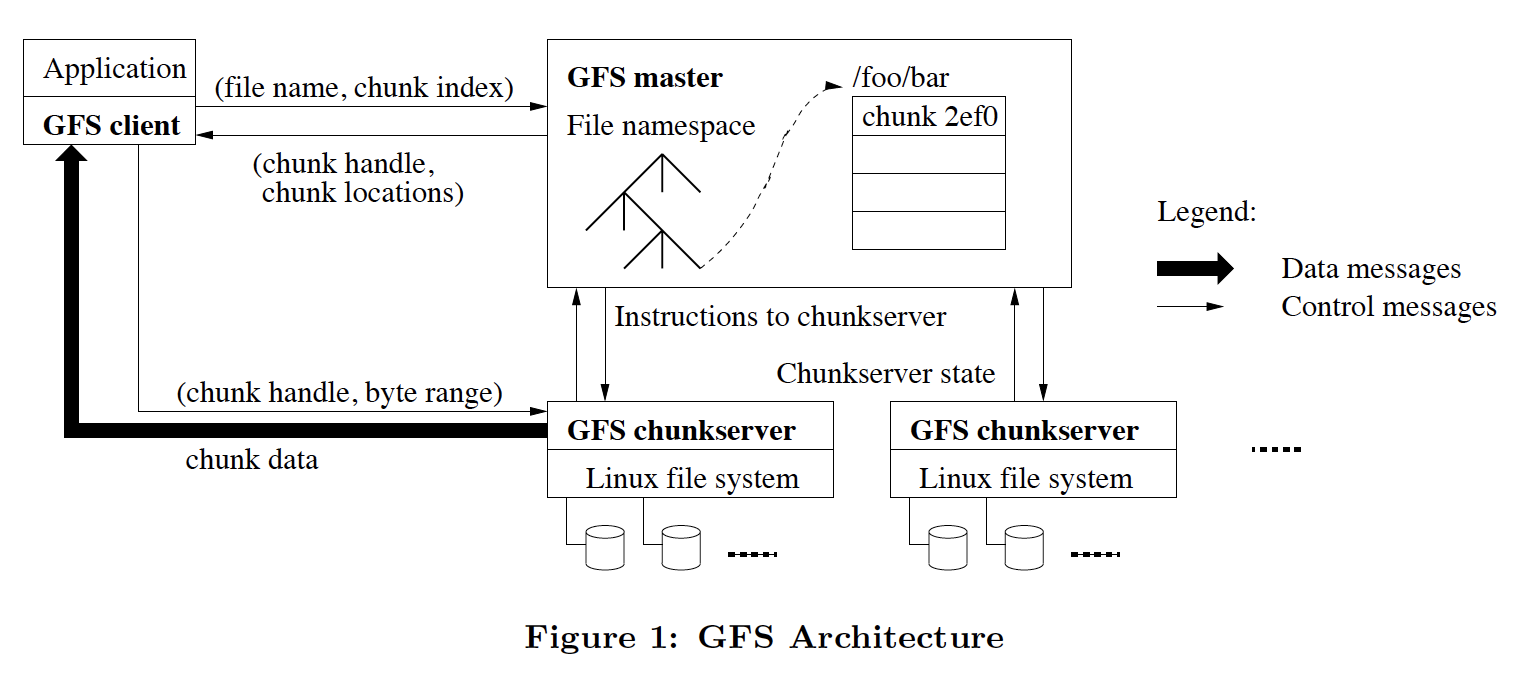 Application
GFS client
(file name, chunk index)
(chunk handle,
chunk locations)
GFS master
File namespace
/foo/bar
chunk 2ef0
Legend:
Data messages
Control messages
Instructions to chunkserver
Chunkserver state
(chunk handle, byte range)
chunk data
GFS chunkserver
Linux file system
GFS chunkserver
Linux file system
Figure 1: GFS Architecture